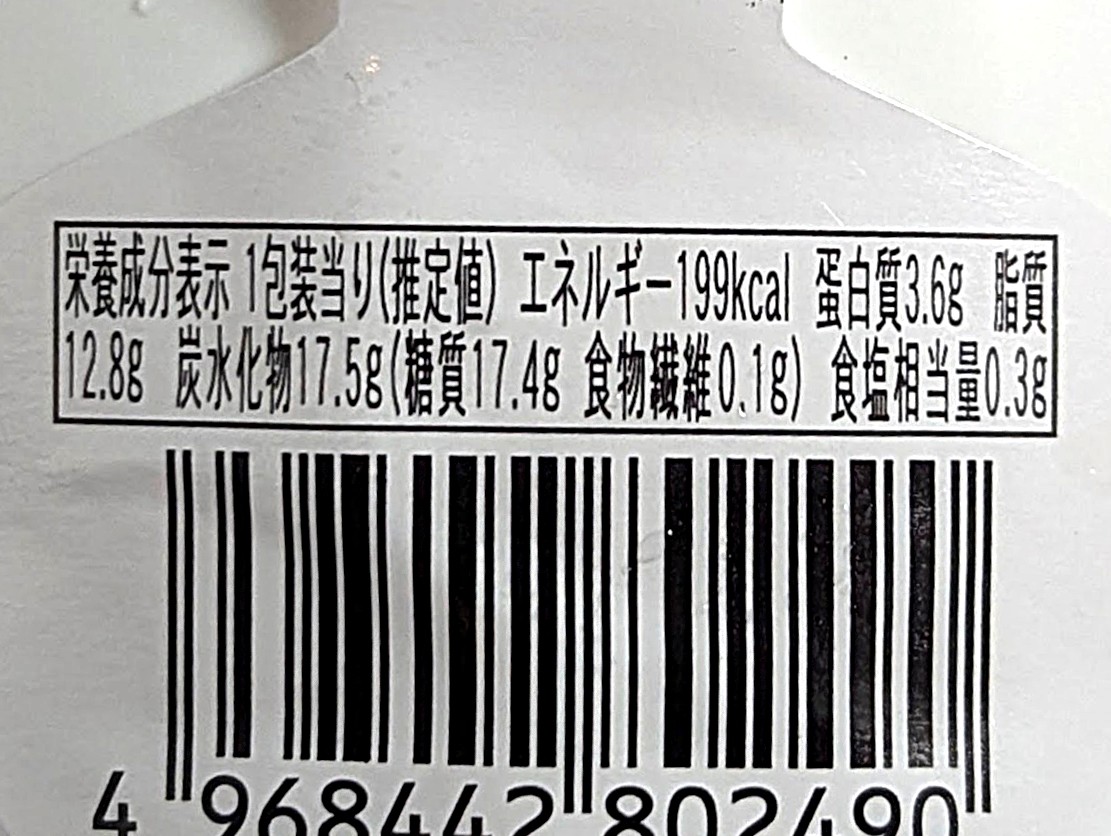 栄養成分表示 1包装当り(推定値) エネルギー199kcal 蛋白質3.6g 脂質
12.8g 炭水化物17.5g(糖質17.4g 食物繊維0.1g) 食塩相当量0.3g
4 968442 802490